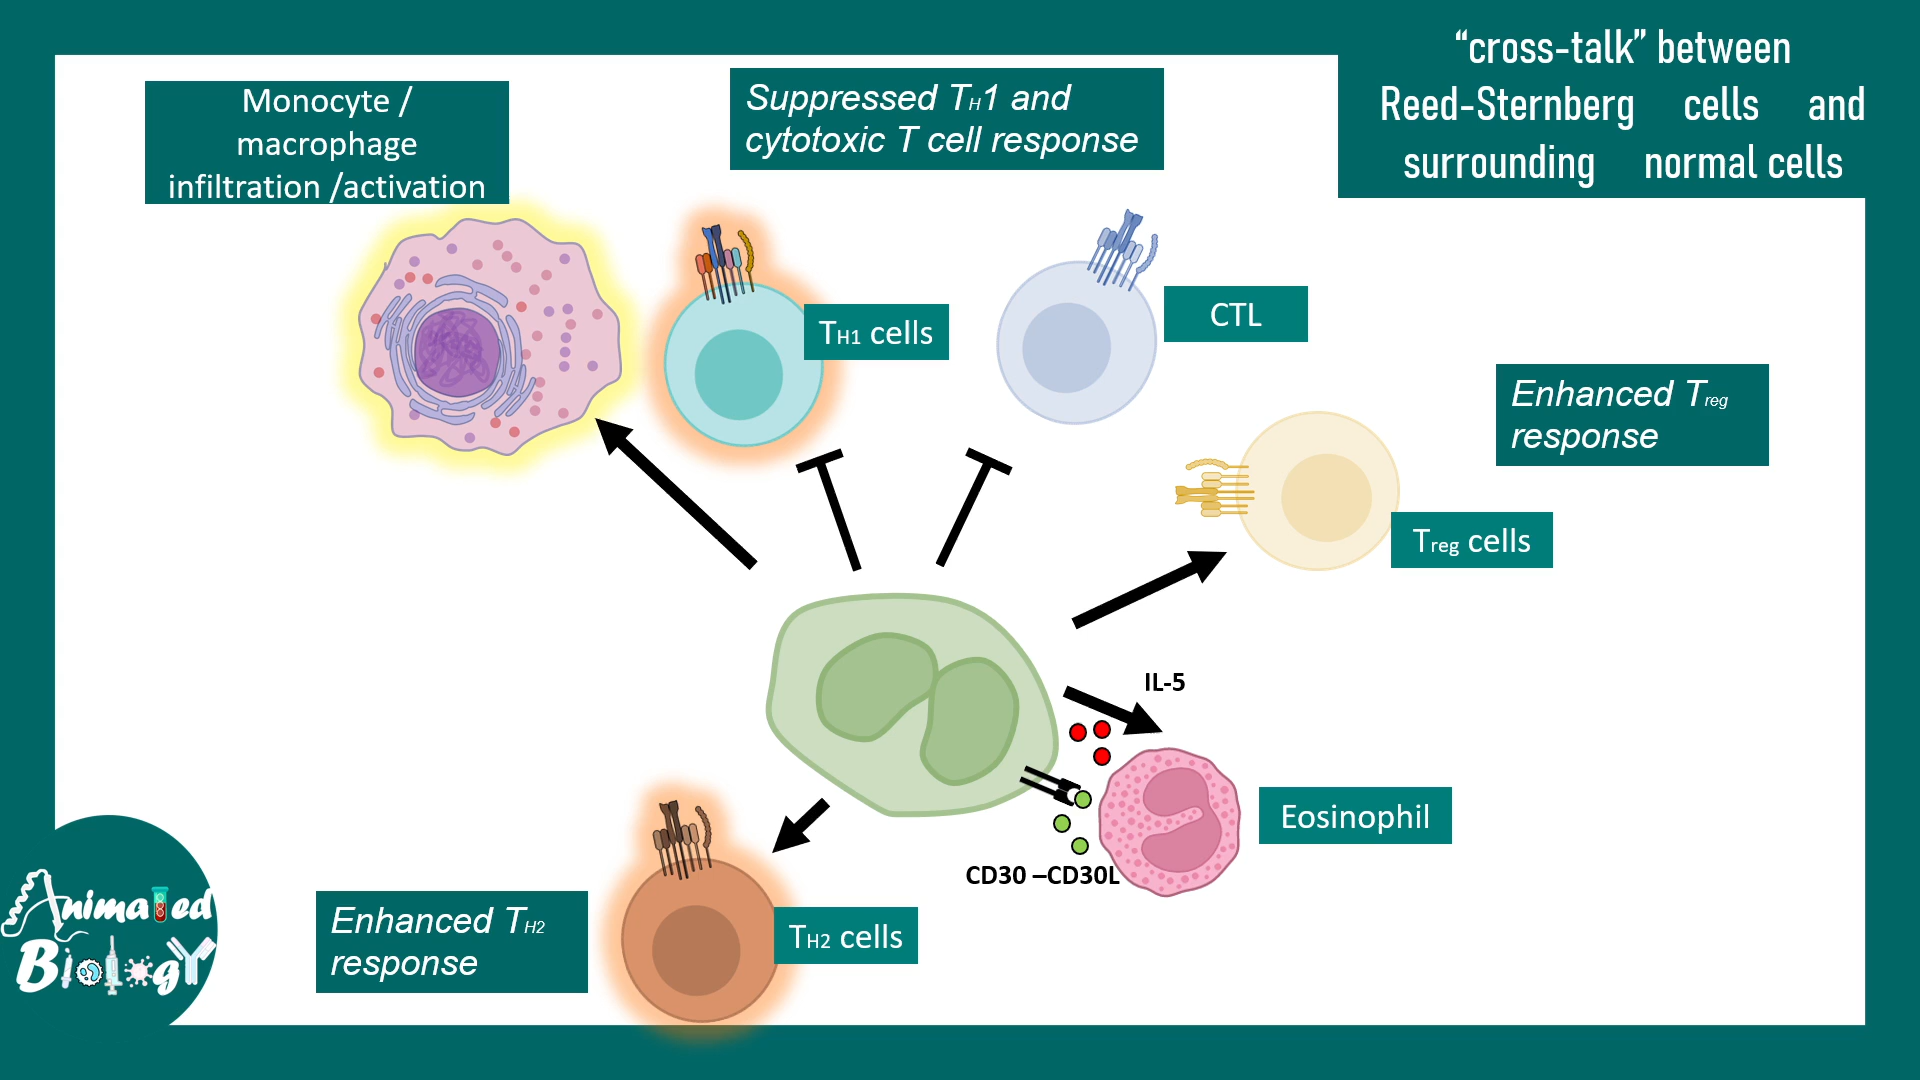 “cross-talk” between
Reed-Sternberg cells and
surrounding normal cells
Monocyte /
macrophage
infiltration /activation
Suppressed TH1 and
cytotoxic T cell response
TH1 cells
CTL
Enhanced Treg
response
Treg cells
IL-5
Eosinophil
CD30 –CD30L
Enhanced TH2
response
TH2 cells
Animated
Biology